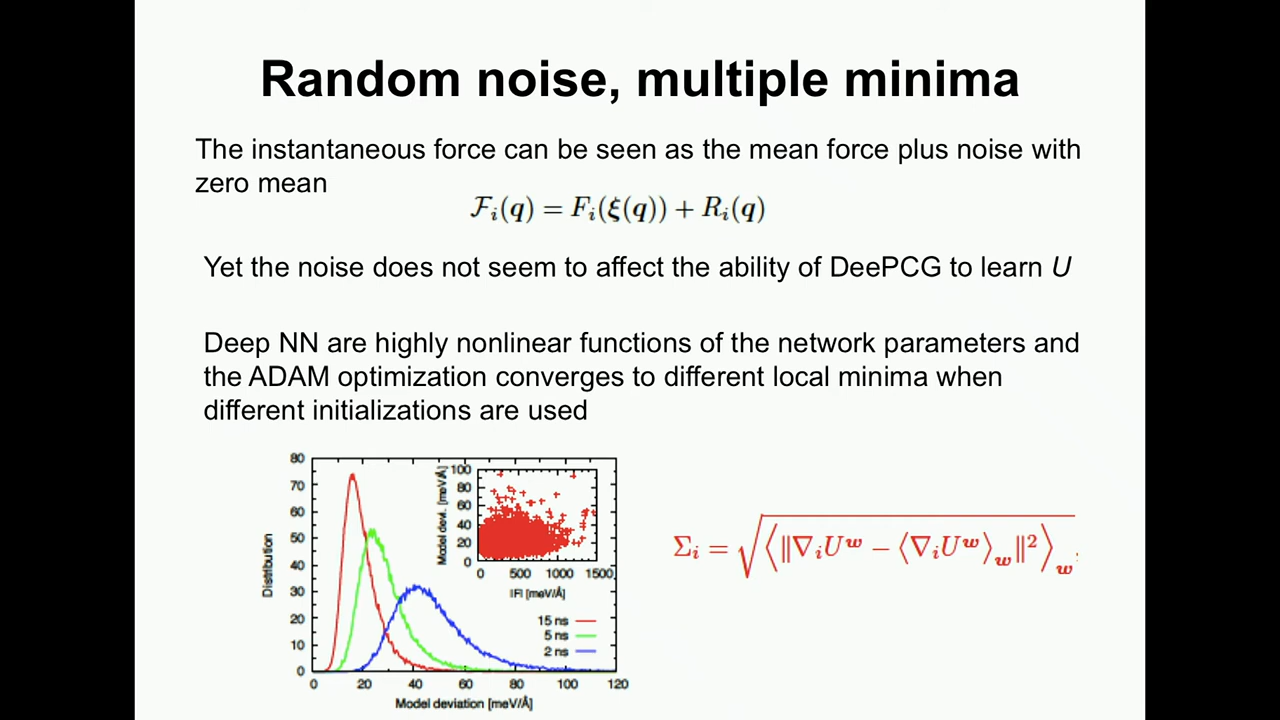 Random noise, multiple minima
The instantaneous force can be seen as the mean force plus noise with
zero mean
ℱᵢ(q) = Fᵢ(ξ(q)) + Rᵢ(q)
Yet the noise does not seem to affect the ability of DeePCG to learn U
Deep NN are highly nonlinear functions of the network parameters and
the ADAM optimization converges to different local minima when
different initializations are used
80
70
60
50
40
30
20
10
0
Distribution
0 20 40 60 80 100 120
Model deviation [meV/Å]
100
80
60
40
20
0
Model devi. [meV/Å]
0 500 1000 1500
|F| [meV/Å]
15 ns
5 ns
2 ns
Σᵢ = √⟨‖∇ᵢU^w − ⟨∇ᵢU^w⟩_w‖²⟩_w